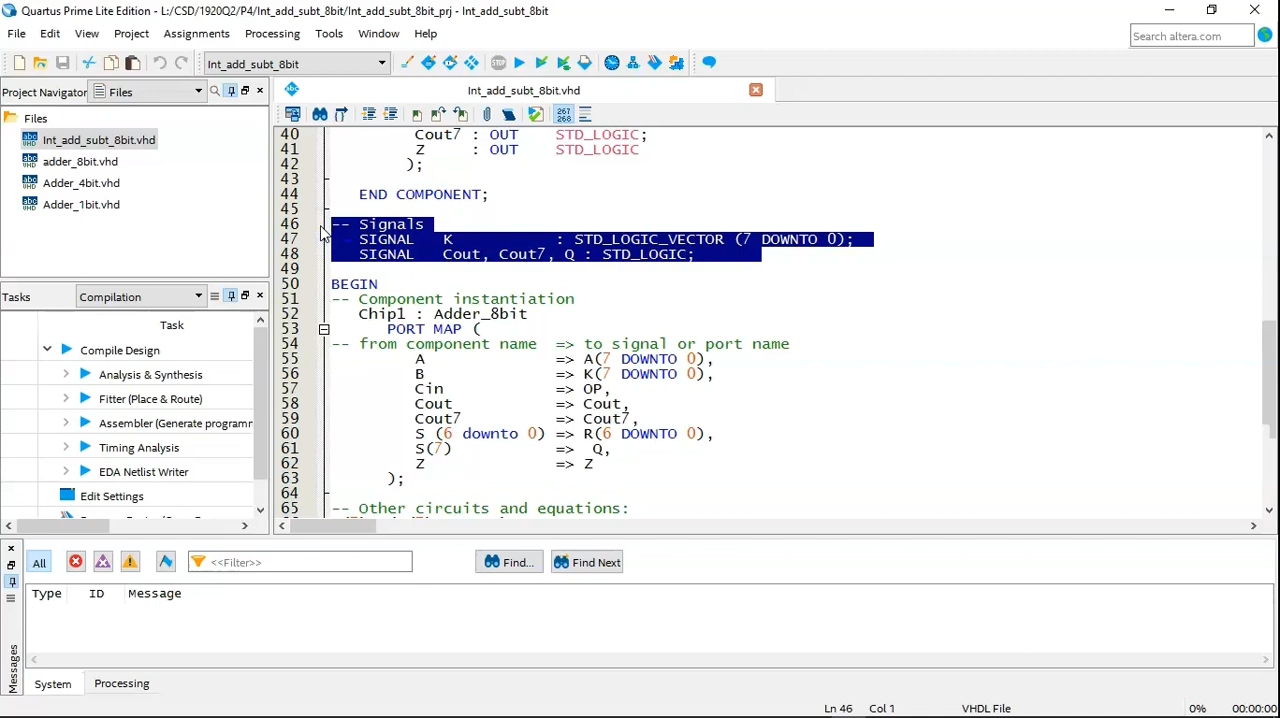 Quartus Prime Lite Edition - L:/CSD/1920Q2/P4/Int_add_subt_8bit/Int_add_subt_8bit_prj - Int_add_subt_8bit
File Edit View Project Assignments Processing Tools Window Help
Search altera.com
Int_add_subt_8bit
Project Navigator Files
Files
Int_add_subt_8bit.vhd
adder_8bit.vhd
Adder_4bit.vhd
Adder_1bit.vhd
Tasks Compilation
Task
Compile Design
Analysis & Synthesis
Fitter (Place & Route)
Assembler (Generate programm
Timing Analysis
EDA Netlist Writer
Edit Settings
Int_add_subt_8bit.vhd
267
268
40 Cout7 : OUT STD_LOGIC;
41 Z : OUT STD_LOGIC
42 );
43
44 END COMPONENT;
45
46 -- Signals
47 SIGNAL K : STD_LOGIC_VECTOR (7 DOWNTO 0);
48 SIGNAL Cout, Cout7, Q : STD_LOGIC;
49
50 BEGIN
51 -- Component instantiation
52 Chip1 : Adder_8bit
53 PORT MAP (
54 -- from component name => to signal or port name
55 A => A(7 DOWNTO 0),
56 B => K(7 DOWNTO 0),
57 Cin => OP,
58 Cout => Cout,
59 Cout7 => Cout7,
60 S (6 downto 0) => R(6 DOWNTO 0),
61 S(7) => Q,
62 Z => Z
63 );
64
65 -- Other circuits and equations:
All <<Filter>> Find... Find Next
Type ID Message
Messages
System Processing
Ln 46 Col 1 VHDL File 0% 00:00:00